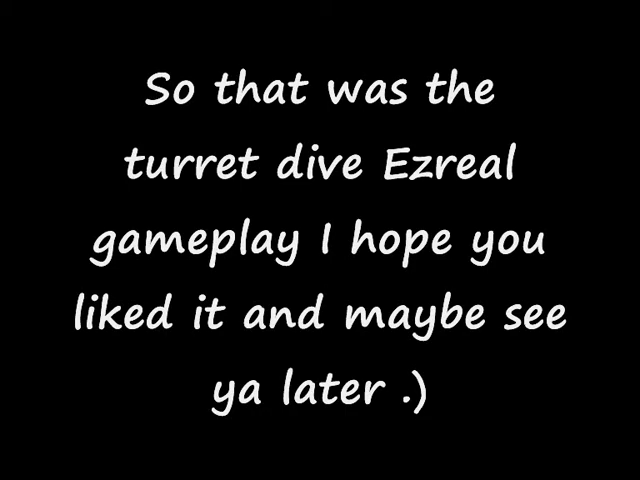 So that was the
turret dive Ezreal
gameplay I hope you
liked it and maybe see
ya later .)